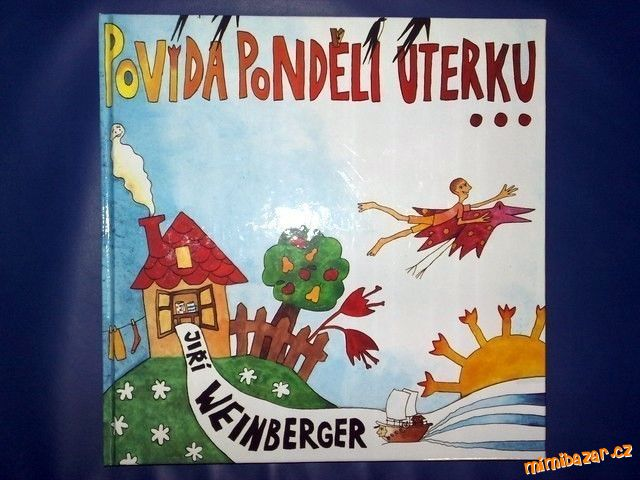 POVÍDÁ PONDĚLÍ ÚTERKU
...
JIŘÍ
WEINBERGER
mimibazar.cz